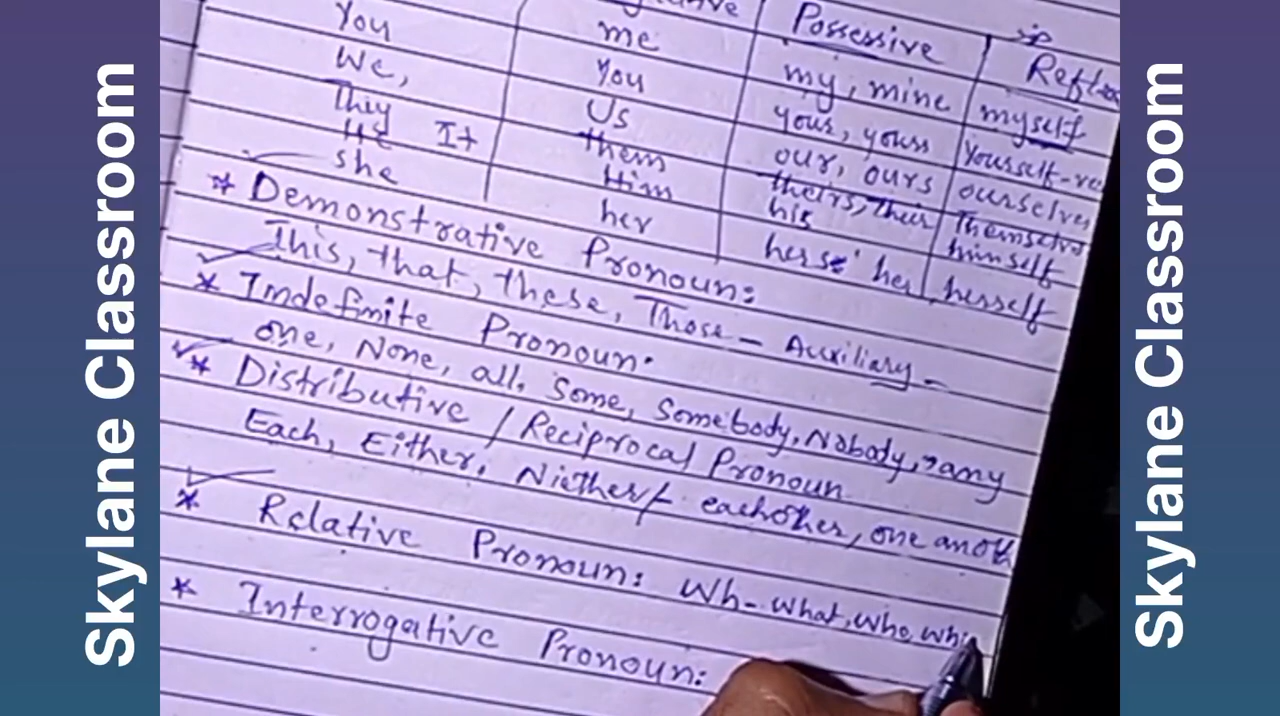 Skylane Classroom
Possessive
You me my, mine myself
We, You yours, yours Yourself
They Us our, ours ourselves
He It them theirs, their Themselves
she Him his himself
her hers her herself
* Demonstrative Pronoun:
This, that, these, Those - Auxiliary -
* Indefinite Pronoun.
one, None, all, Some, Somebody, Nobody, any
* Distributive / Reciprocal Pronoun
Each, Either, Niether/- eachother, one anoth
* Relative Pronoun: Wh- what, who, whi
* Interrogative Pronoun:
Skylane Classroom